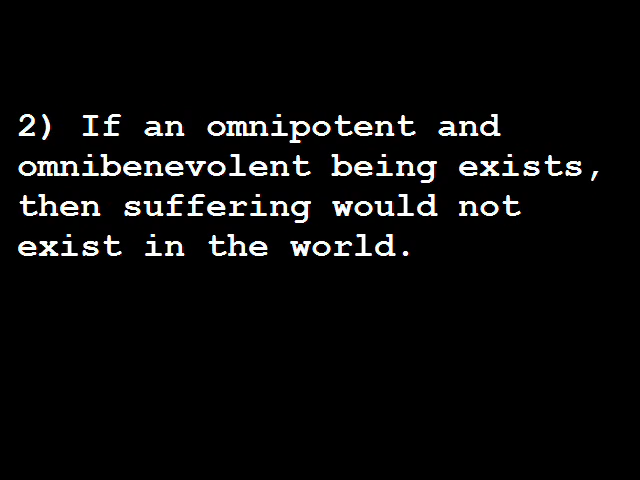 2) If an omnipotent and
omnibenevolent being exists,
then suffering would not
exist in the world.